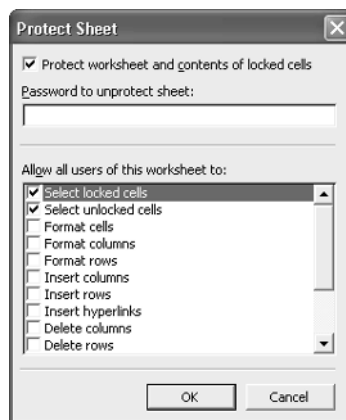 Protect Sheet
Protect worksheet and contents of locked cells
Password to unprotect sheet:
Allow all users of this worksheet to:
Select locked cells
Select unlocked cells
Format cells
Format columns
Format rows
Insert columns
Insert rows
Insert hyperlinks
Delete columns
Delete rows
OK Cancel